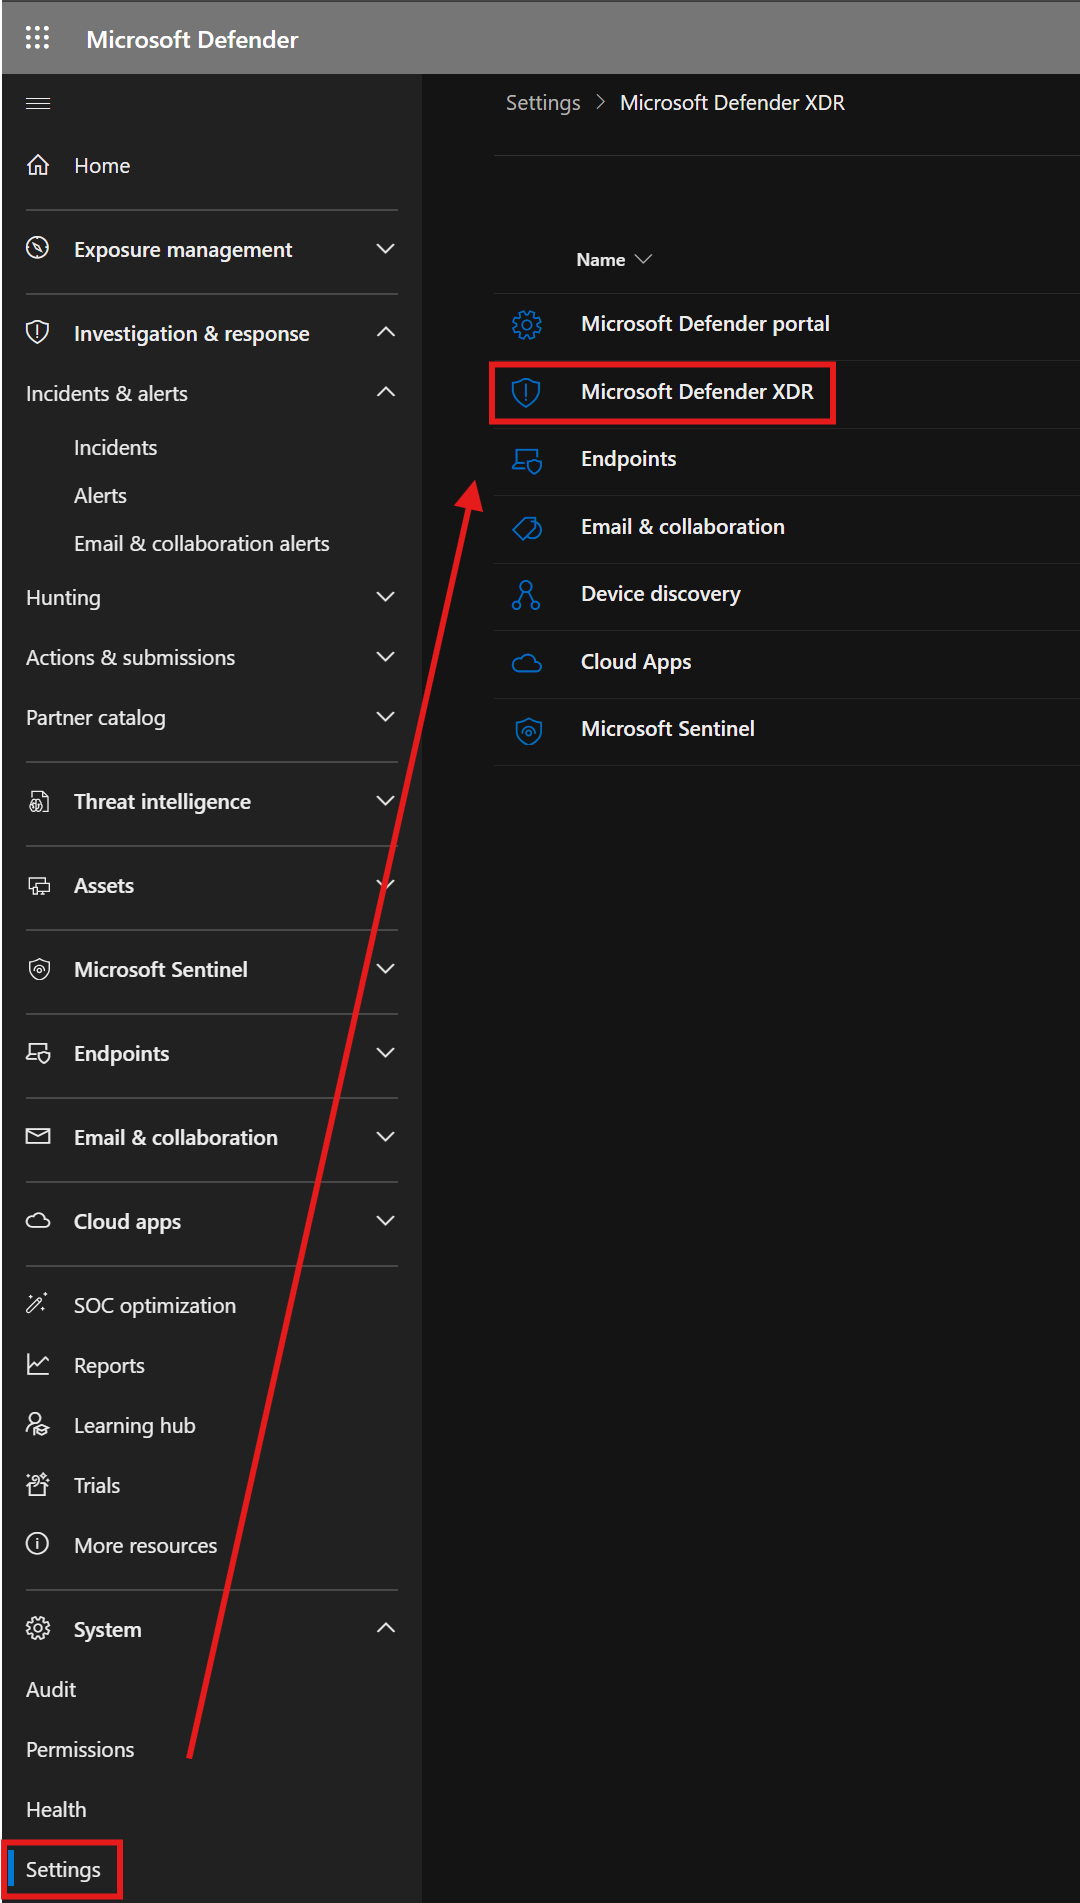 Microsoft Defender
Settings > Microsoft Defender XDR
Home
Exposure management
Investigation & response
Incidents & alerts
Incidents
Alerts
Email & collaboration alerts
Hunting
Actions & submissions
Partner catalog
Threat intelligence
Assets
Microsoft Sentinel
Endpoints
Email & collaboration
Cloud apps
SOC optimization
Reports
Learning hub
Trials
More resources
System
Audit
Permissions
Health
Settings
Name
Microsoft Defender portal
Microsoft Defender XDR
Endpoints
Email & collaboration
Device discovery
Cloud Apps
Microsoft Sentinel